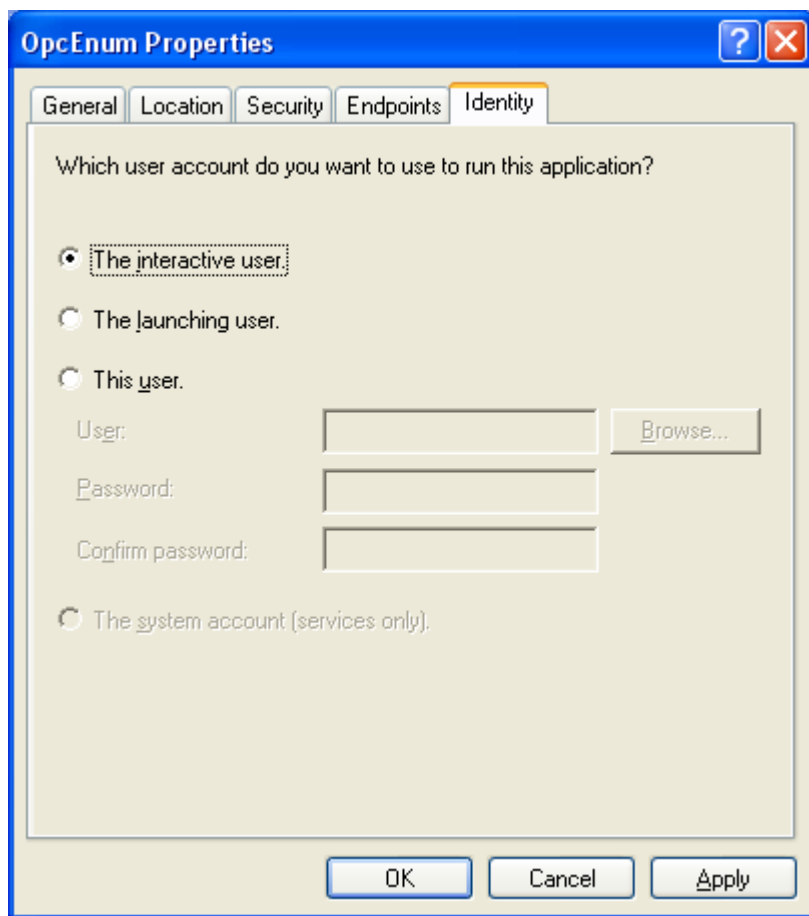 OpcEnum Properties
General Location Security Endpoints Identity
Which user account do you want to use to run this application?
The interactive user.
The launching user.
This user.
User: Browse...
Password:
Confirm password:
The system account (services only).
OK Cancel Apply